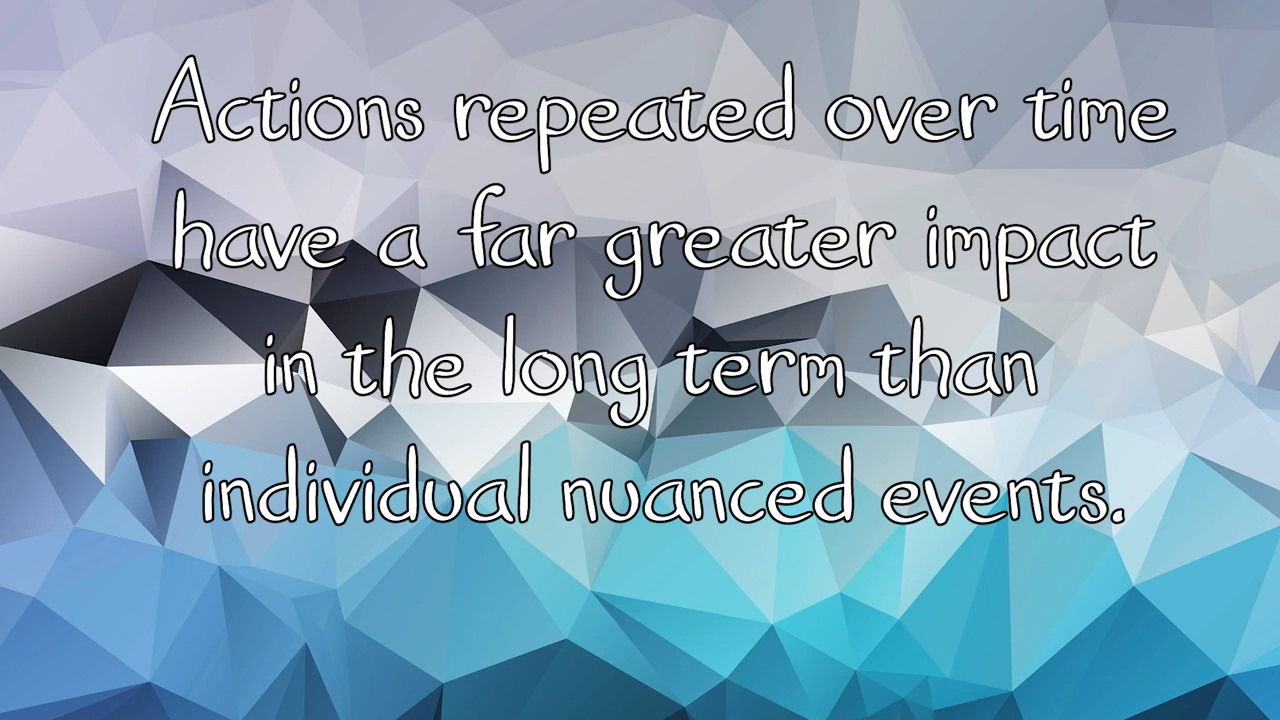 Actions repeated over time
have a far greater impact
in the long term than
individual nuanced events.